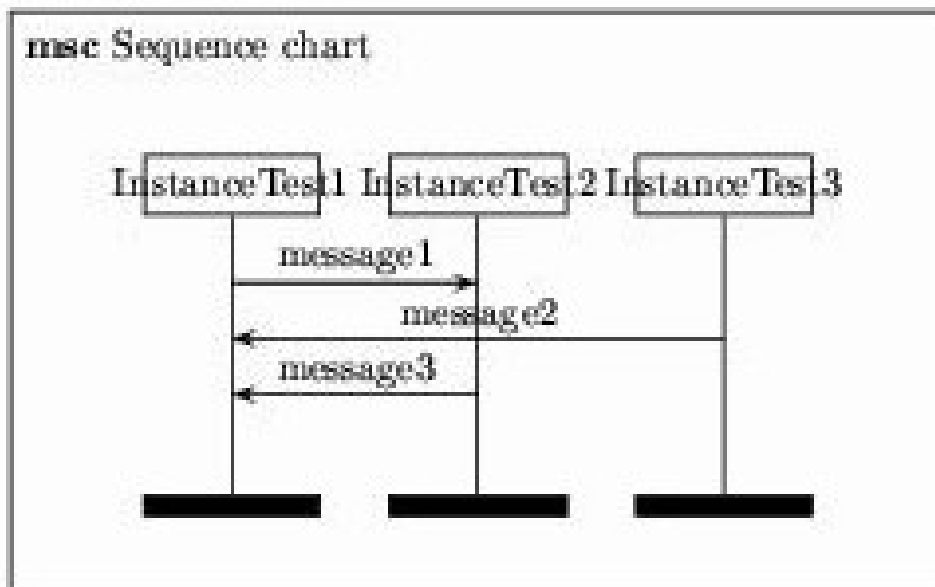 msc Sequence chart
InstanceTest1 InstanceTest2 InstanceTest3
message1
message2
message3